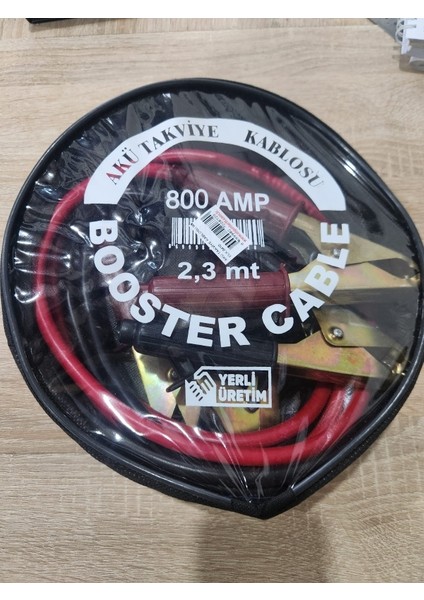 AKÜ TAKVİYE KABLOSU
800 AMP
2,3 mt
BOOSTER CABLE
YERLİ
ÜRETİM